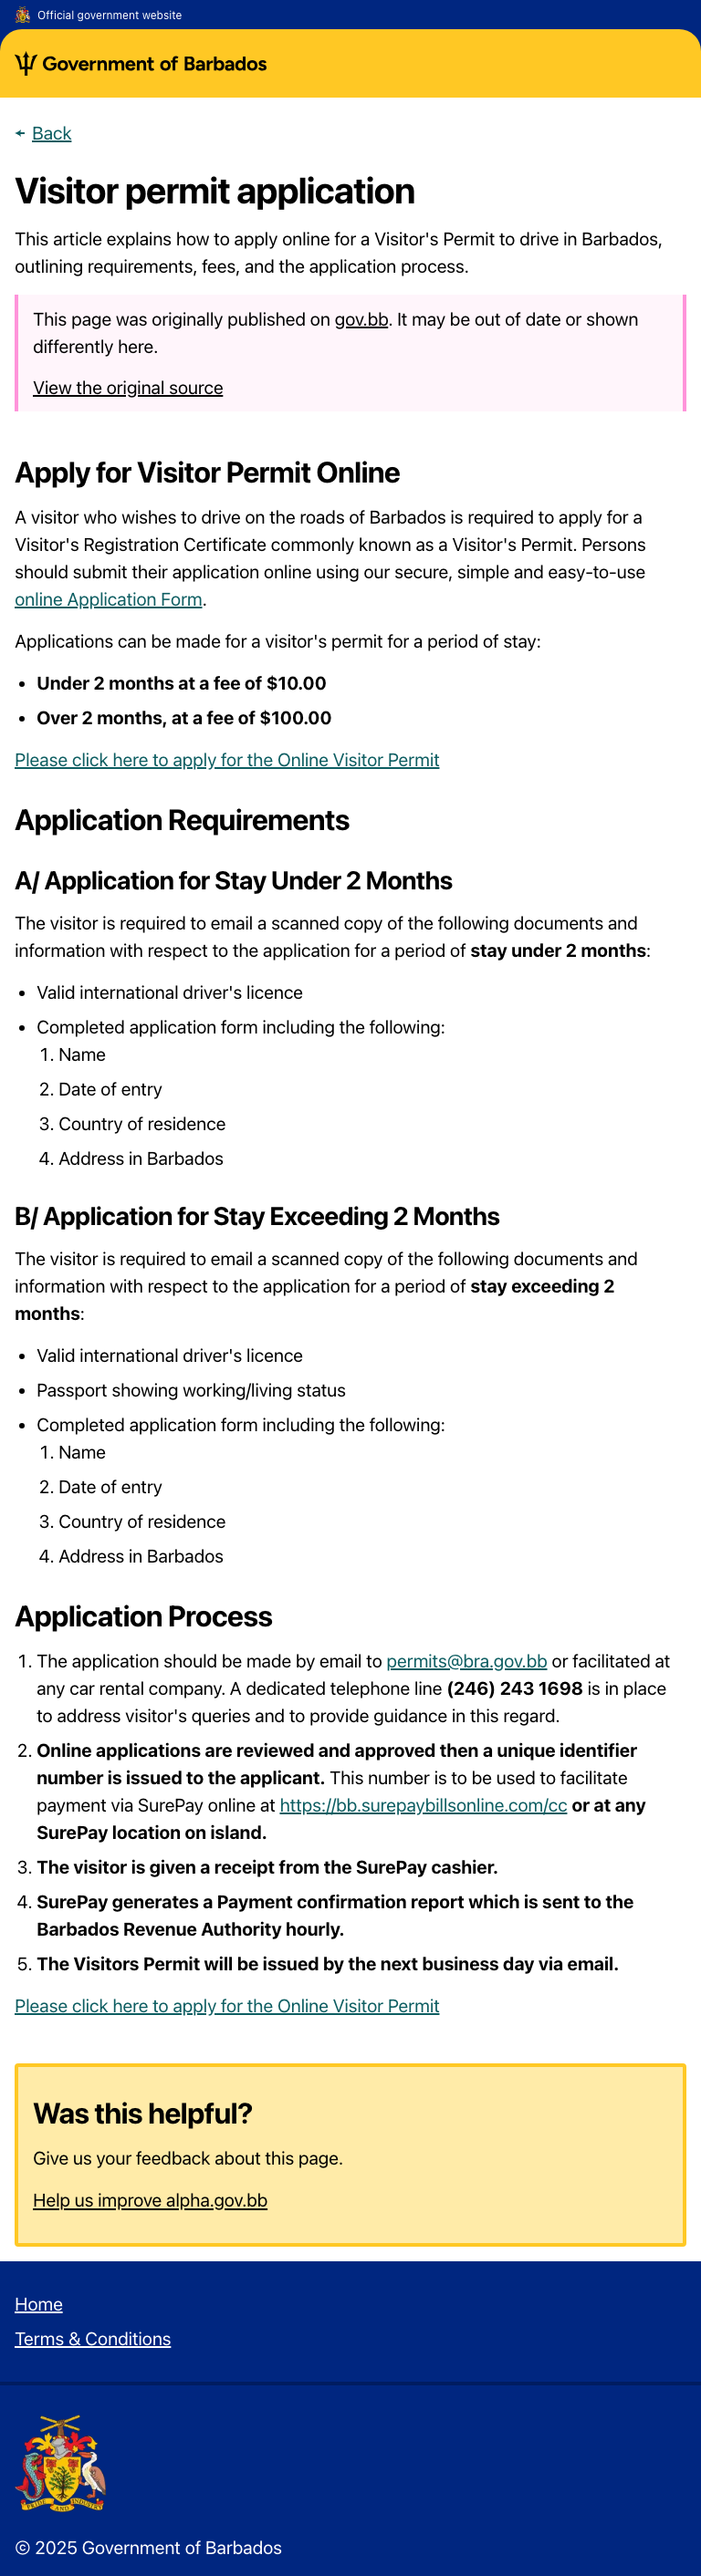 Official government website
Government of Barbados
Back
Visitor permit application
This article explains how to apply online for a Visitor's Permit to drive in Barbados,
outlining requirements, fees, and the application process.
This page was originally published on gov.bb. It may be out of date or shown
differently here.
View the original source
Apply for Visitor Permit Online
A visitor who wishes to drive on the roads of Barbados is required to apply for a
Visitor's Registration Certificate commonly known as a Visitor's Permit. Persons
should submit their application online using our secure, simple and easy-to-use
online Application Form.
Applications can be made for a visitor's permit for a period of stay:
• Under 2 months at a fee of $10.00
• Over 2 months, at a fee of $100.00
Please click here to apply for the Online Visitor Permit
Application Requirements
A/ Application for Stay Under 2 Months
The visitor is required to email a scanned copy of the following documents and
information with respect to the application for a period of stay under 2 months:
• Valid international driver's licence
• Completed application form including the following:
1. Name
2. Date of entry
3. Country of residence
4. Address in Barbados
B/ Application for Stay Exceeding 2 Months
The visitor is required to email a scanned copy of the following documents and
information with respect to the application for a period of stay exceeding 2
months:
• Valid international driver's licence
• Passport showing working/living status
• Completed application form including the following:
1. Name
2. Date of entry
3. Country of residence
4. Address in Barbados
Application Process
1. The application should be made by email to permits@bra.gov.bb or facilitated at
any car rental company. A dedicated telephone line (246) 243 1698 is in place
to address visitor's queries and to provide guidance in this regard.
2. Online applications are reviewed and approved then a unique identifier
number is issued to the applicant. This number is to be used to facilitate
payment via SurePay online at https://bb.surepaybillsonline.com/cc or at any
SurePay location on island.
3. The visitor is given a receipt from the SurePay cashier.
4. SurePay generates a Payment confirmation report which is sent to the
Barbados Revenue Authority hourly.
5. The Visitors Permit will be issued by the next business day via email.
Please click here to apply for the Online Visitor Permit
Was this helpful?
Give us your feedback about this page.
Help us improve alpha.gov.bb
Home
Terms & Conditions
PRIDE AND INDUSTRY
© 2025 Government of Barbados